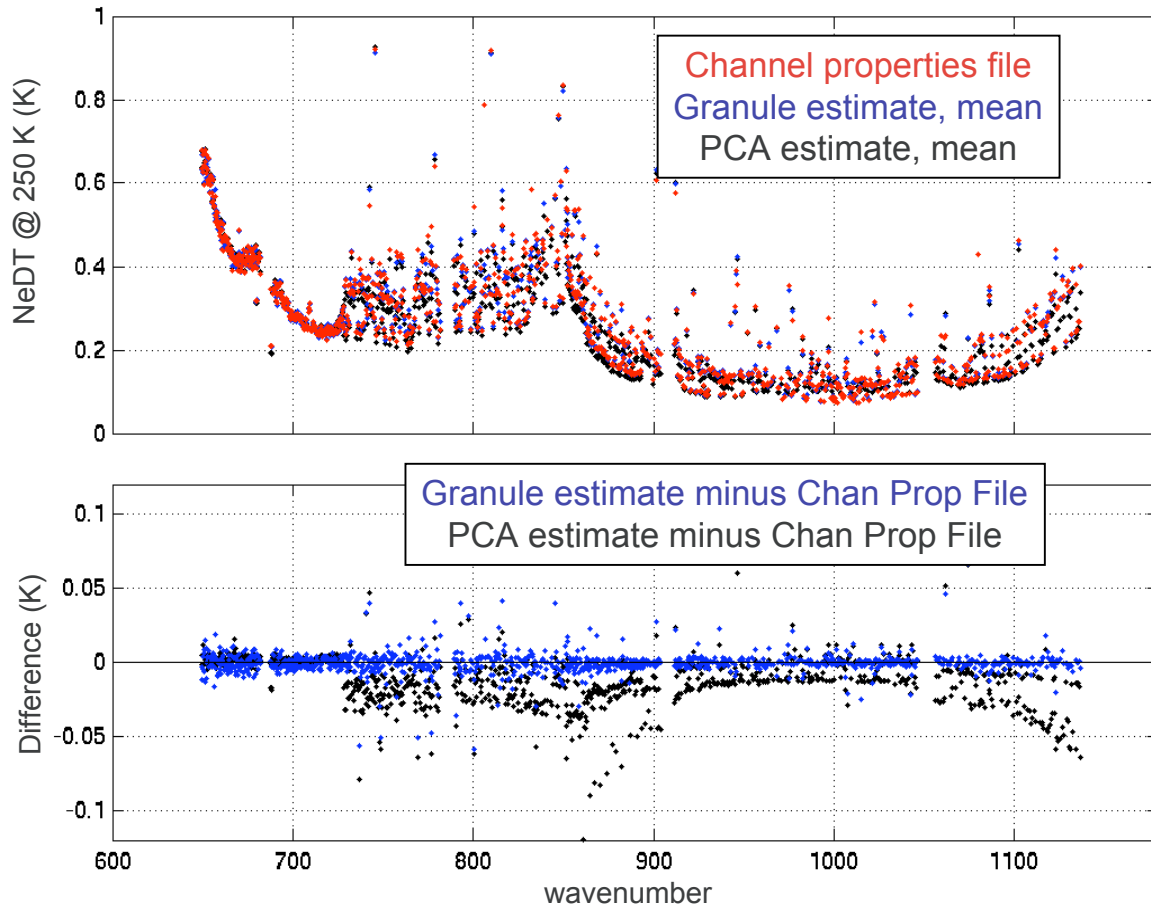 1
0.8
0.6
0.4
0.2
0
NeDT @ 250 K (K)
Channel properties file
Granule estimate, mean
PCA estimate, mean
0.1
0.05
0
-0.05
-0.1
Difference (K)
Granule estimate minus Chan Prop File
PCA estimate minus Chan Prop File
600 700 800 900 1000 1100
wavenumber